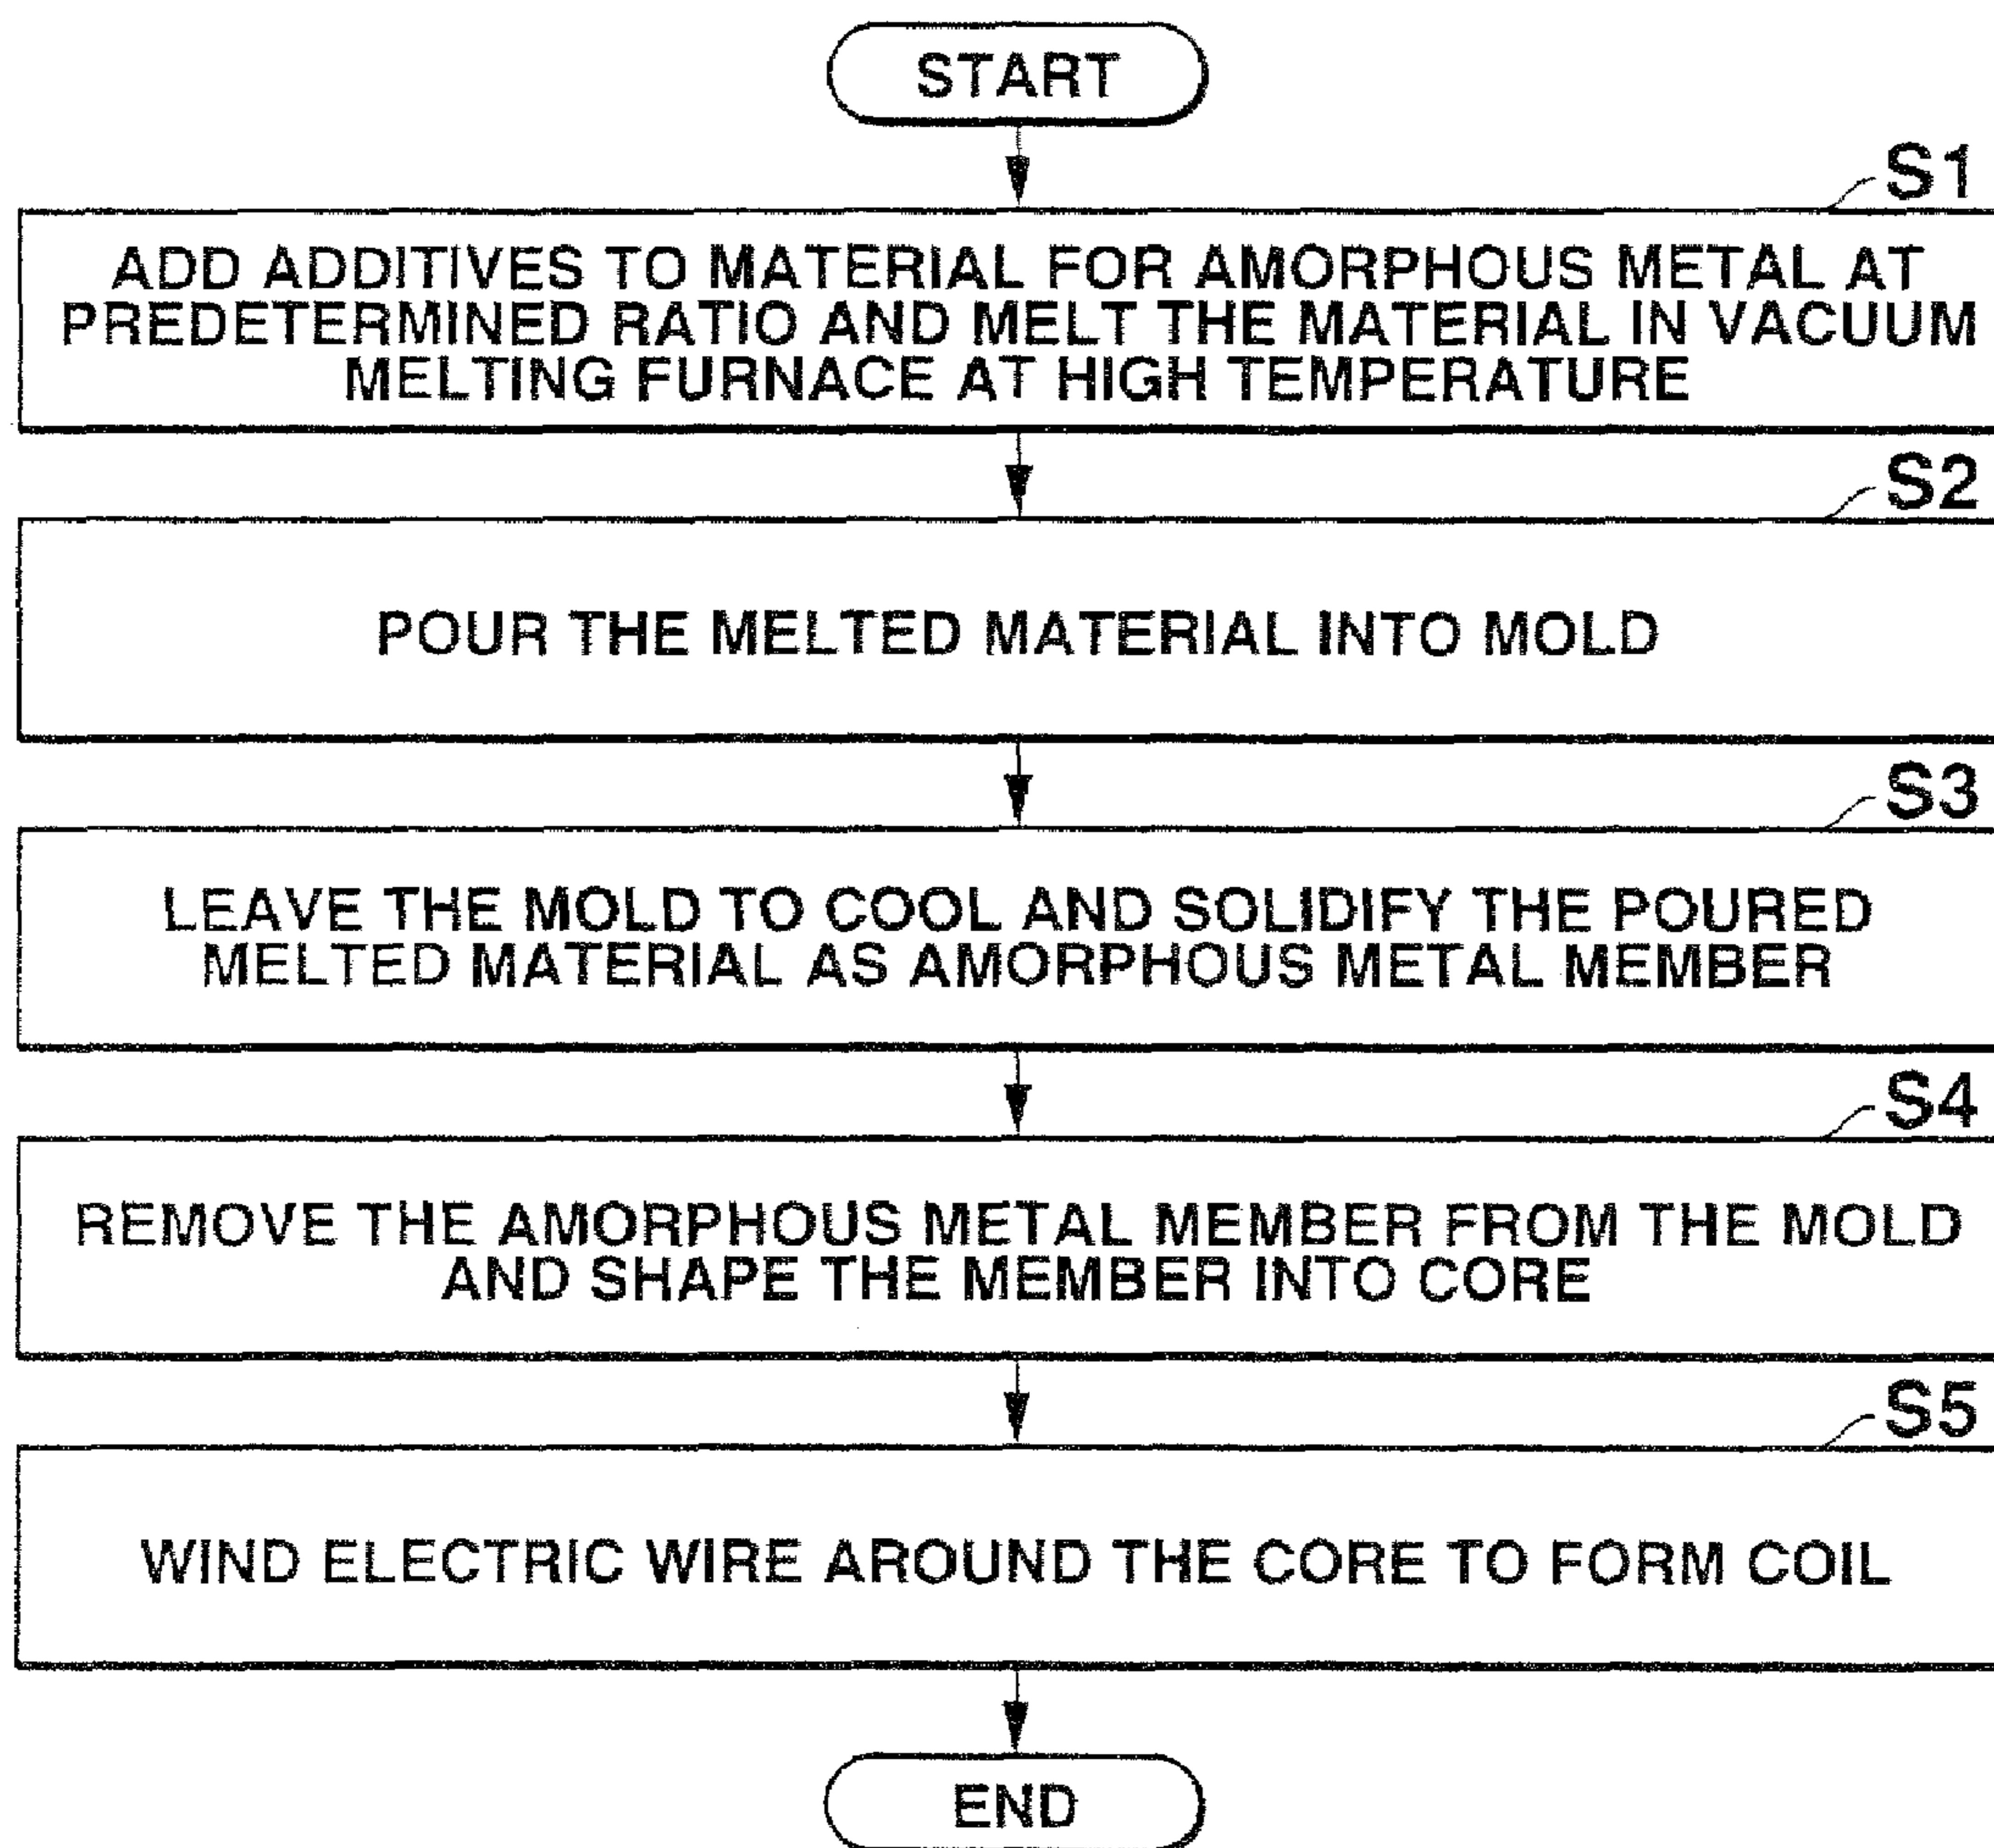 START
S1
ADD ADDITIVES TO MATERIAL FOR AMORPHOUS METAL AT
PREDETERMINED RATIO AND MELT THE MATERIAL IN VACUUM
MELTING FURNACE AT HIGH TEMPERATURE
S2
POUR THE MELTED MATERIAL INTO MOLD
S3
LEAVE THE MOLD TO COOL AND SOLIDIFY THE POURED
MELTED MATERIAL AS AMORPHOUS METAL MEMBER
S4
REMOVE THE AMORPHOUS METAL MEMBER FROM THE MOLD
AND SHAPE THE MEMBER INTO CORE
S5
WIND ELECTRIC WIRE AROUND THE CORE TO FORM COIL
END